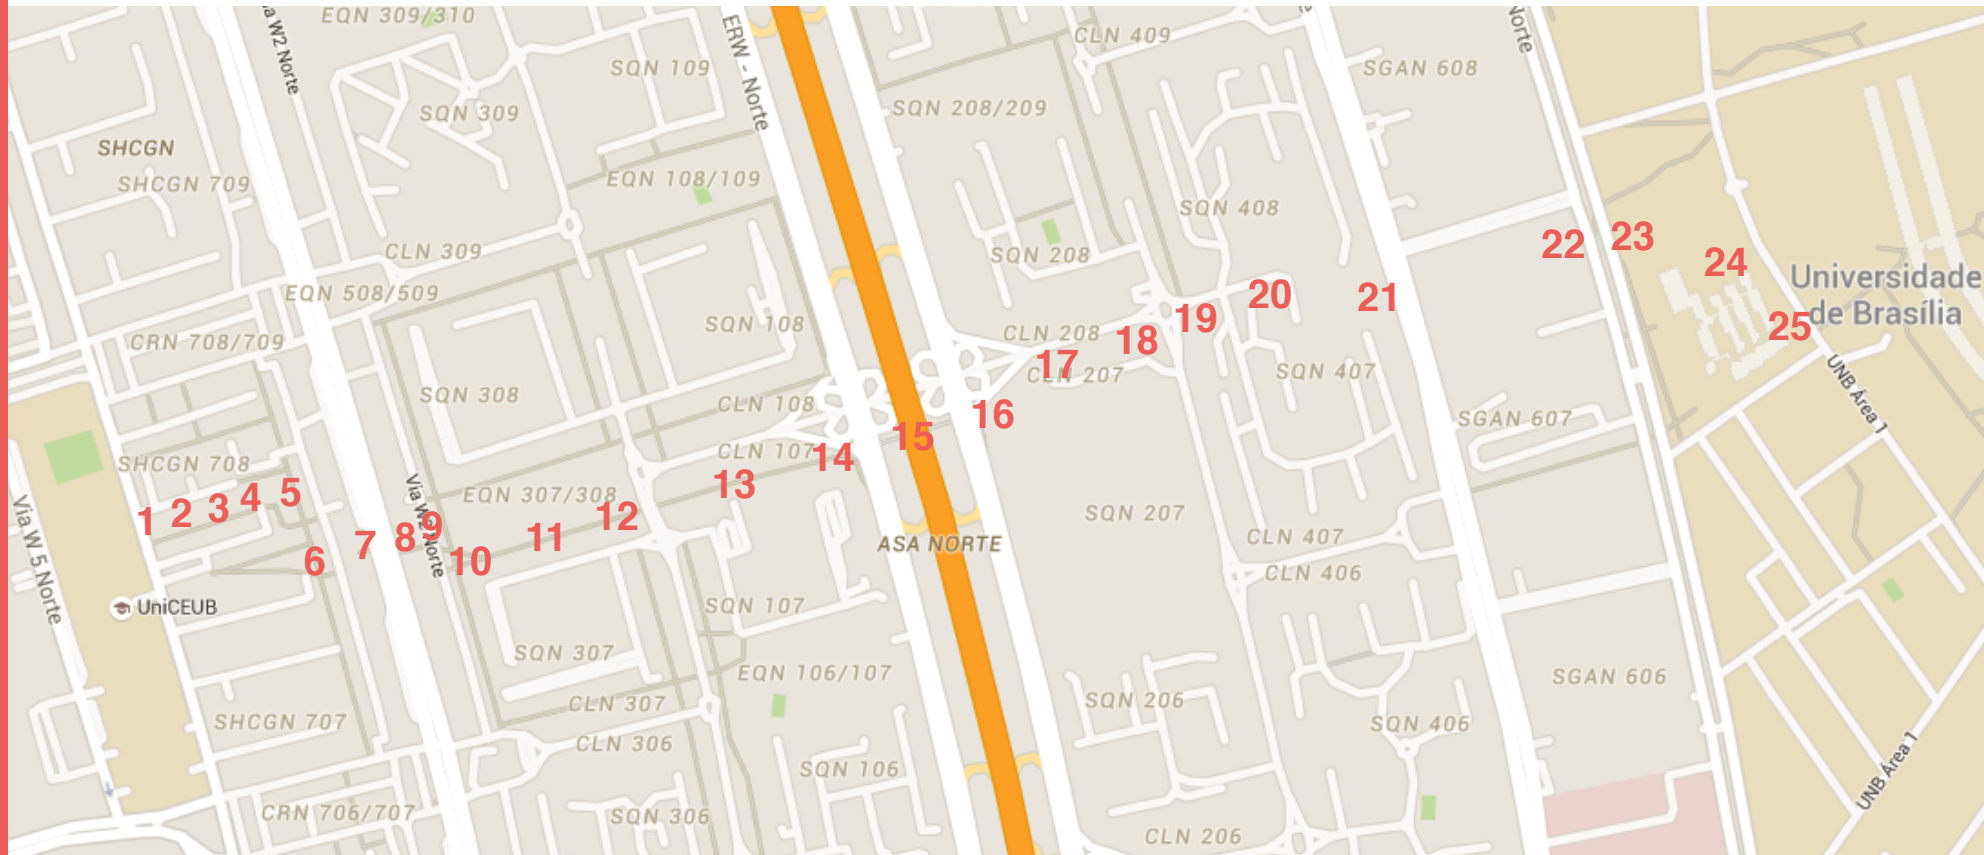 EQN 309/310
a W2 Norte
ERW - Norte
CLN 409
Norte
SQN 109
SGAN 608
SQN 309
SQN 208/209
SHCGN
SHCGN 709
EQN 108/109
SQN 408
CLN 309
SQN 208
22
23
24
Universidade
de Brasília
EQN 508/509
20
21
SQN 108
19
25
CRN 708/709
CLN 208
18
17
CLN 207
SQN 407
UNB Área 1
SQN 308
CLN 108
16
SGAN 607
15
CLN 107
14
SHCGN 708
13
EQN 307/308
Via W 5 Norte
1
2
3
4
5
Via W2 Norte
6
7
8
9
10
11
12
SQN 207
ASA NORTE
CLN 407
CLN 406
UniCEUB
SQN 107
SQN 307
EQN 106/107
SGAN 606
CLN 307
SQN 206
SHCGN 707
SQN 406
CLN 306
SQN 106
UNB Área 1
CRN 706/707
SQN 306
CLN 206